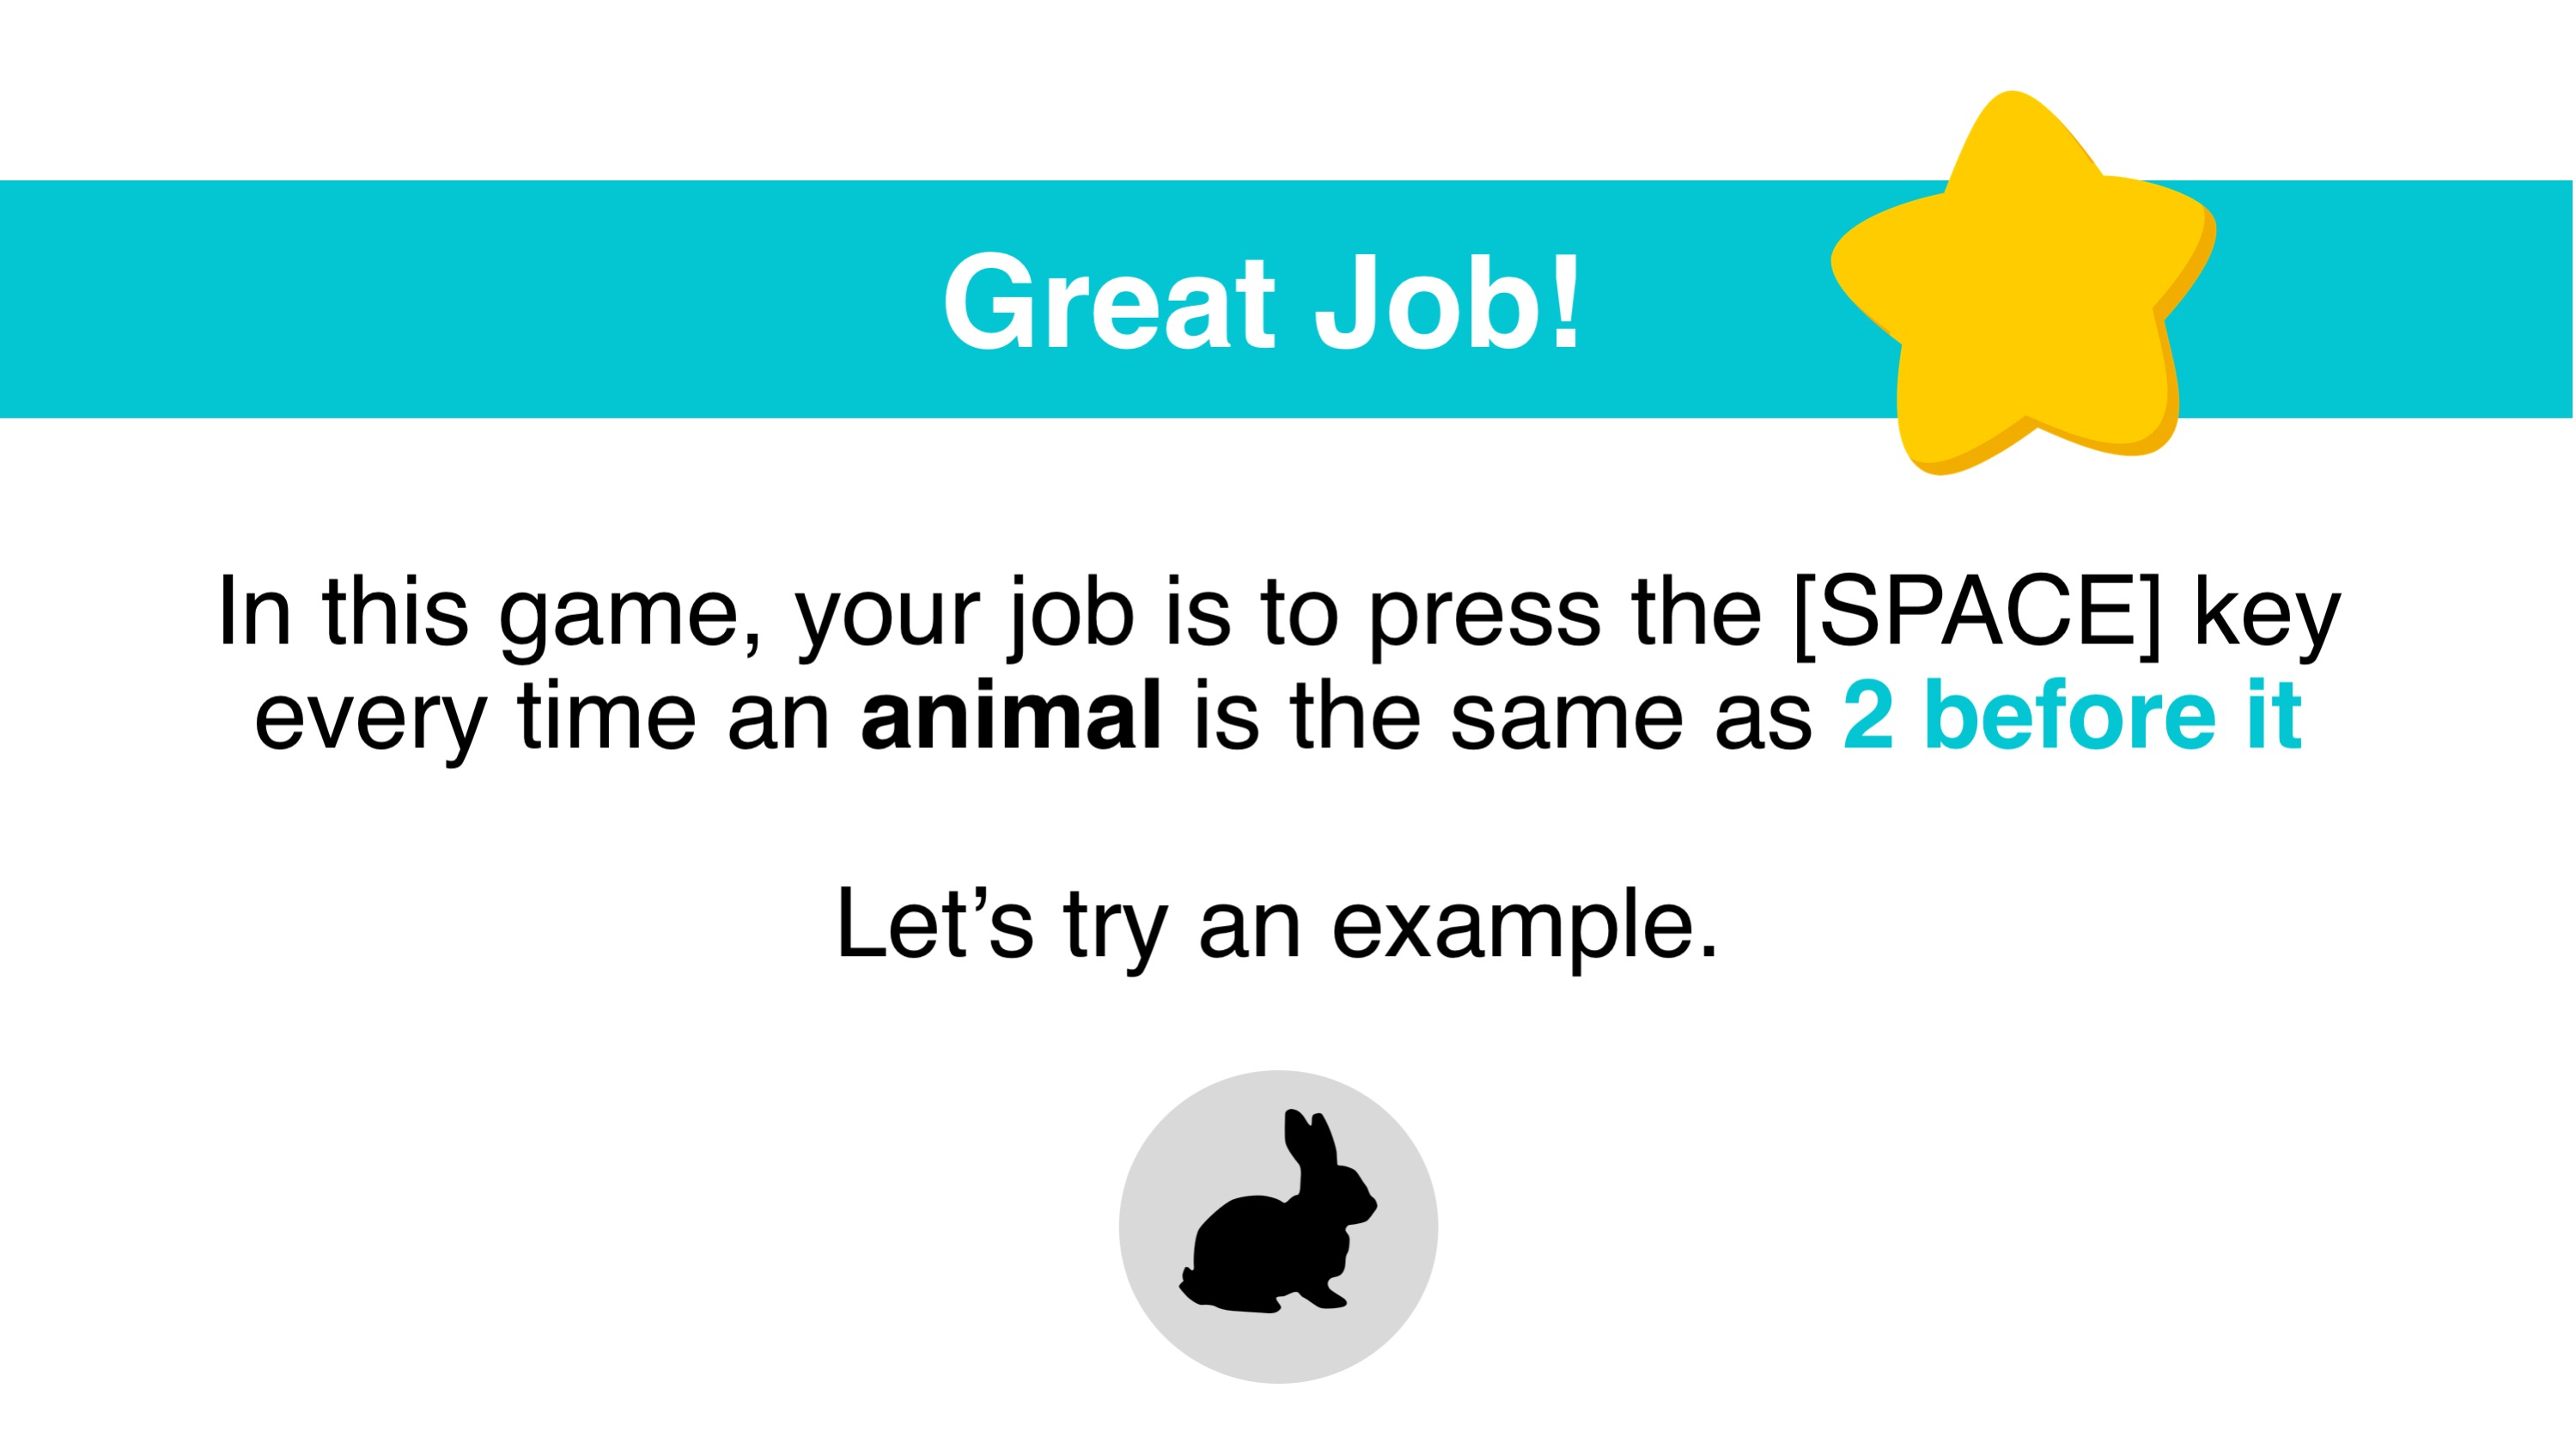 Great Job!
In this game, your job is to press the [SPACE] key
every time an animal is the same as 2 before it
Let’s try an example.